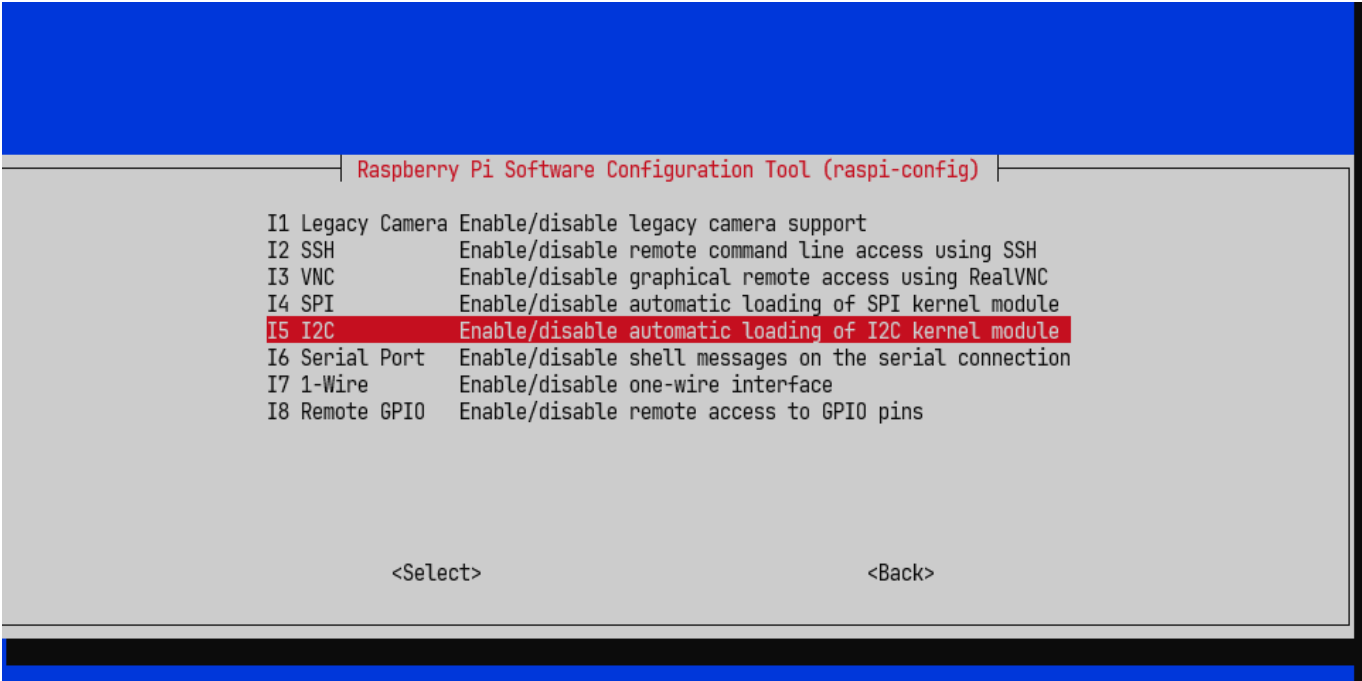 Raspberry Pi Software Configuration Tool (raspi-config)
I1 Legacy Camera Enable/disable legacy camera support
I2 SSH Enable/disable remote command line access using SSH
I3 VNC Enable/disable graphical remote access using RealVNC
I4 SPI Enable/disable automatic loading of SPI kernel module
I5 I2C Enable/disable automatic loading of I2C kernel module
I6 Serial Port Enable/disable shell messages on the serial connection
I7 1-Wire Enable/disable one-wire interface
I8 Remote GPIO Enable/disable remote access to GPIO pins
<Select> <Back>